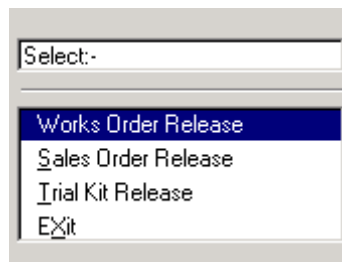 Select:-
Works Order Release
Sales Order Release
Trial Kit Release
EXit